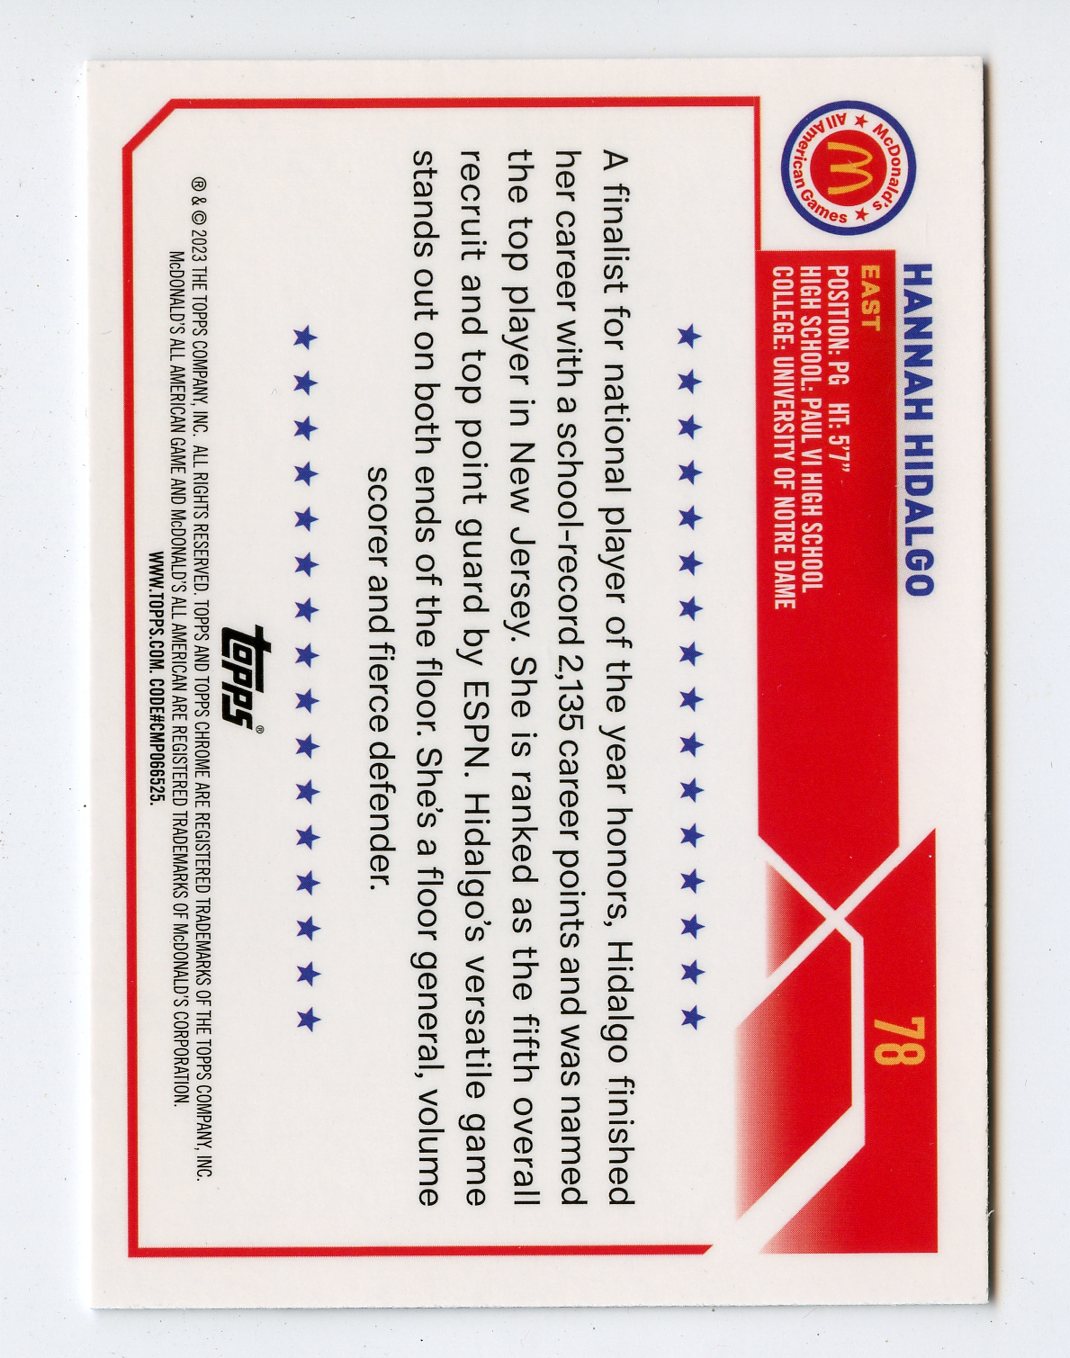 McDonald's
All American Games
HANNAH HIDALGO
EAST
POSITION: PG HT: 5'7"
HIGH SCHOOL: PAUL VI HIGH SCHOOL
COLLEGE: UNIVERSITY OF NOTRE DAME
78
A finalist for national player of the year honors, Hidalgo finished
her career with a school-record 2,135 career points and was named
the top player in New Jersey. She is ranked as the fifth overall
recruit and top point guard by ESPN. Hidalgo's versatile game
stands out on both ends of the floor. She's a floor general, volume
scorer and fierce defender.
topps®
® & © 2023 THE TOPPS COMPANY, INC. ALL RIGHTS RESERVED. TOPPS AND TOPPS CHROME ARE REGISTERED TRADEMARKS OF THE TOPPS COMPANY, INC.
McDONALD'S ALL AMERICAN GAME AND McDONALD'S ALL AMERICAN ARE REGISTERED TRADEMARKS OF McDONALD'S CORPORATION.
WWW.TOPPS.COM. CODE#CMP066525.